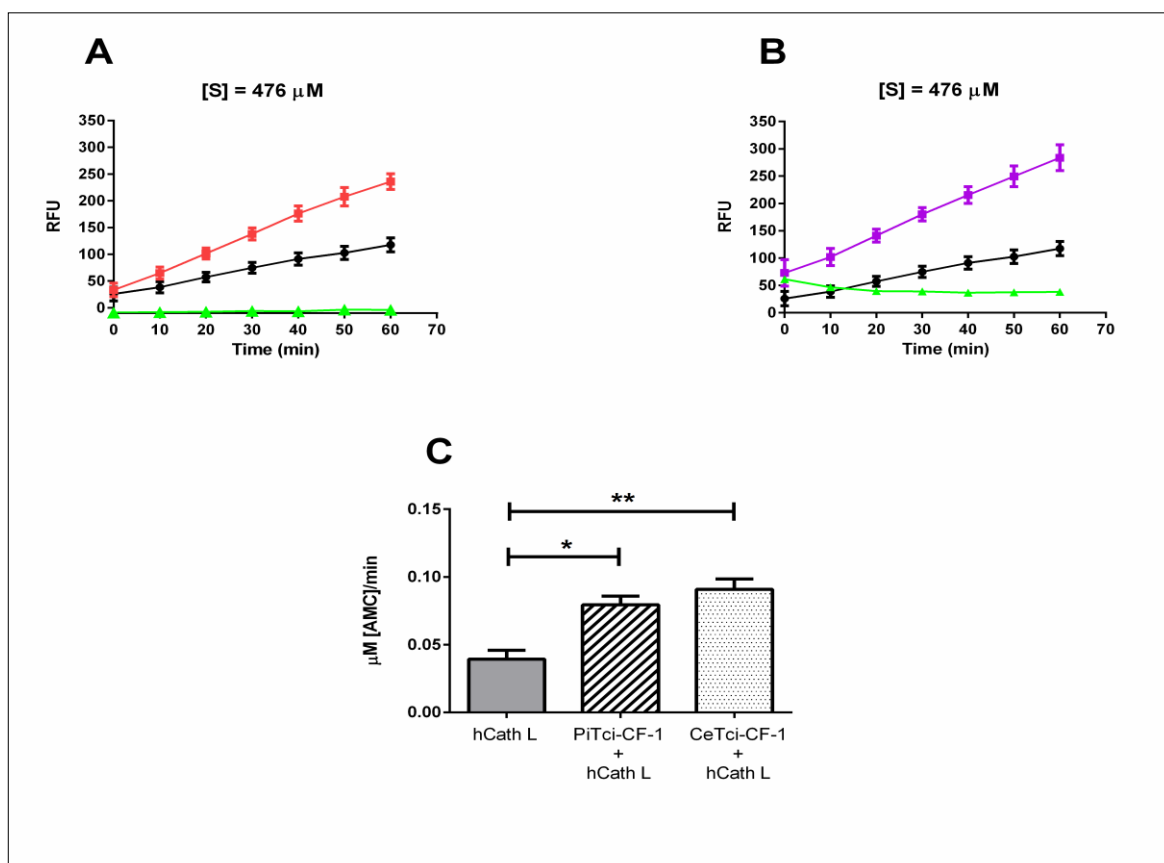 A
[S] = 476 μM
350
300
250
200
150
100
50
0
RFU
0 10 20 30 40 50 60 70
Time (min)
B
[S] = 476 μM
350
300
250
200
150
100
50
0
RFU
0 10 20 30 40 50 60 70
Time (min)
C
**
*
0.15
0.10
0.05
0.00
μM [AMC]/min
hCath L
PiTci-CF-1
+
hCath L
CeTci-CF-1
+
hCath L